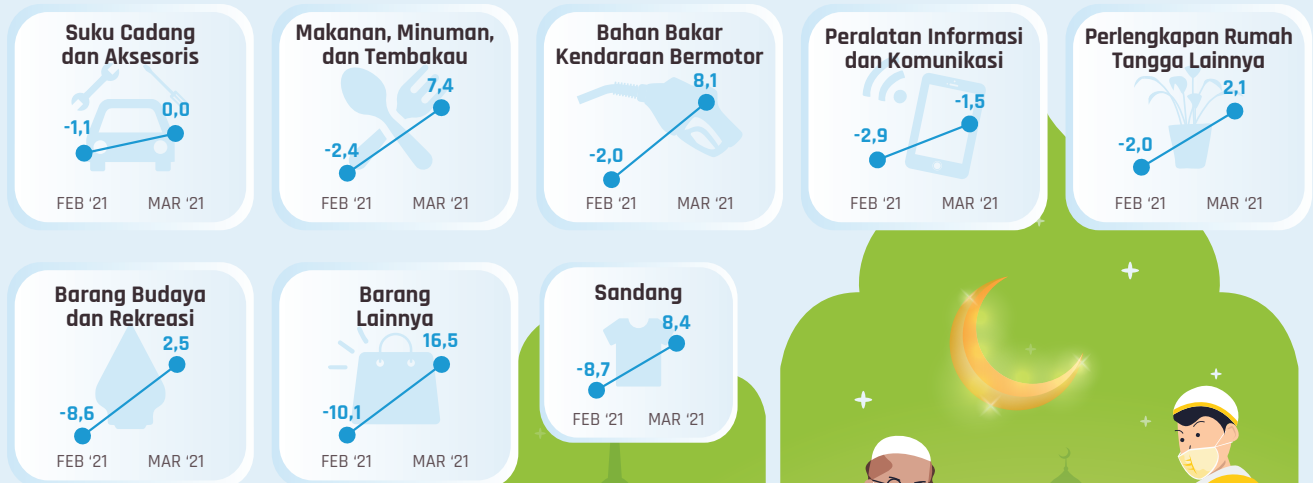 Suku Cadang
dan Aksesoris
-1,1
0,0
FEB ‘21
MAR ‘21
Makanan, Minuman,
dan Tembakau
-2,4
7,4
FEB ‘21
MAR ‘21
Bahan Bakar
Kendaraan Bermotor
-2,0
8,1
FEB ‘21
MAR ‘21
Peralatan Informasi
dan Komunikasi
-2,9
-1,5
FEB ‘21
MAR ‘21
Perlengkapan Rumah
Tangga Lainnya
-2,0
2,1
FEB ‘21
MAR ‘21
Barang Budaya
dan Rekreasi
-8,6
2,5
FEB ‘21
MAR ‘21
Barang
Lainnya
-10,1
16,5
FEB ‘21
MAR ‘21
Sandang
-8,7
8,4
FEB ‘21
MAR ‘21